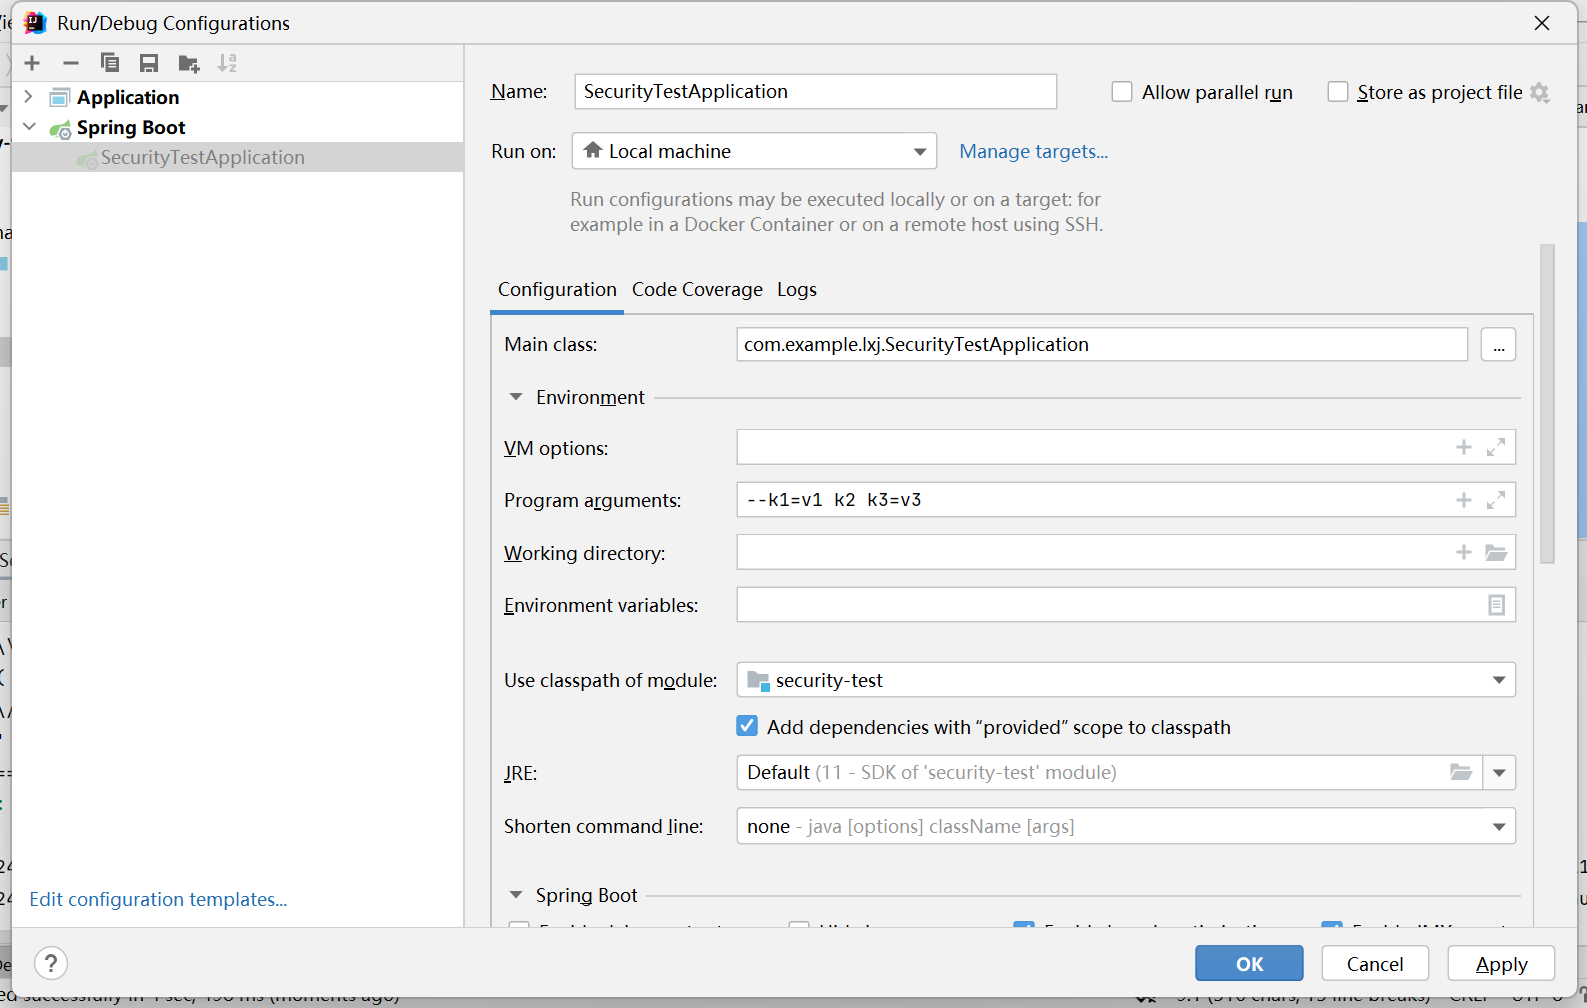 Run/Debug Configurations
Application
Spring Boot
SecurityTestApplication
Name: SecurityTestApplication Allow parallel run Store as project file
Run on: Local machine Manage targets...
Run configurations may be executed locally or on a target: for
example in a Docker Container or on a remote host using SSH.
Configuration Code Coverage Logs
Main class: com.example.lxj.SecurityTestApplication ...
Environment
VM options:
Program arguments: --k1=v1 k2 k3=v3
Working directory:
Environment variables:
Use classpath of module: security-test
Add dependencies with “provided” scope to classpath
JRE: Default (11 - SDK of 'security-test' module)
Shorten command line: none - java [options] className [args]
Spring Boot
Edit configuration templates...
? OK Cancel Apply